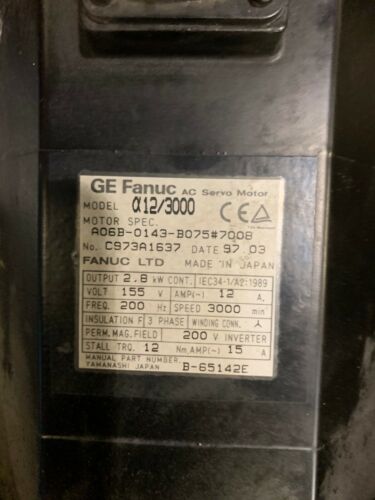 GE Fanuc AC Servo Motor
MODEL α12/3000 CE
MOTOR SPEC.
A06B-0143-B075#7008
No. C973A1637 DATE 97.03
FANUC LTD MADE IN JAPAN
OUTPUT 2.8 kW CONT. IEC34-1/A2:1989
VOLT 155 V AMP(~) 12 A.
FREQ. 200 Hz SPEED 3000 min⁻¹
INSULATION F 3 PHASE WINDING CONN. 人
PERM. MAG. FIELD 200 V INVERTER
STALL TRQ. 12 Nm, AMP(~) 15 A
MANUAL PART NUMBER.
YAMANASHI JAPAN B-65142E